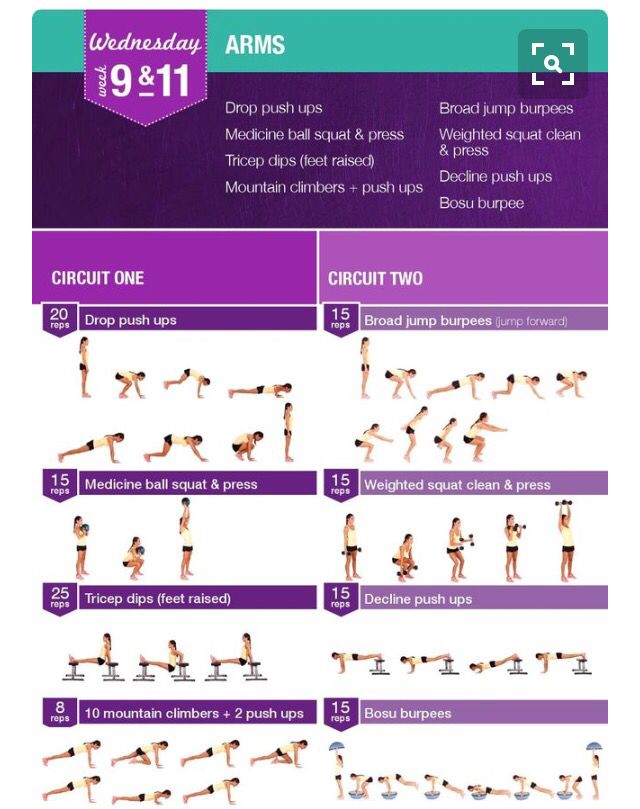 Wednesday
week 9 & 11
ARMS
Drop push ups
Medicine ball squat & press
Tricep dips (feet raised)
Mountain climbers + push ups
Broad jump burpees
Weighted squat clean
& press
Decline push ups
Bosu burpee
CIRCUIT ONE
20 reps Drop push ups
15 reps Medicine ball squat & press
25 reps Tricep dips (feet raised)
8 reps 10 mountain climbers + 2 push ups
CIRCUIT TWO
15 reps Broad jump burpees (jump forward)
15 reps Weighted squat clean & press
15 reps Decline push ups
15 reps Bosu burpees